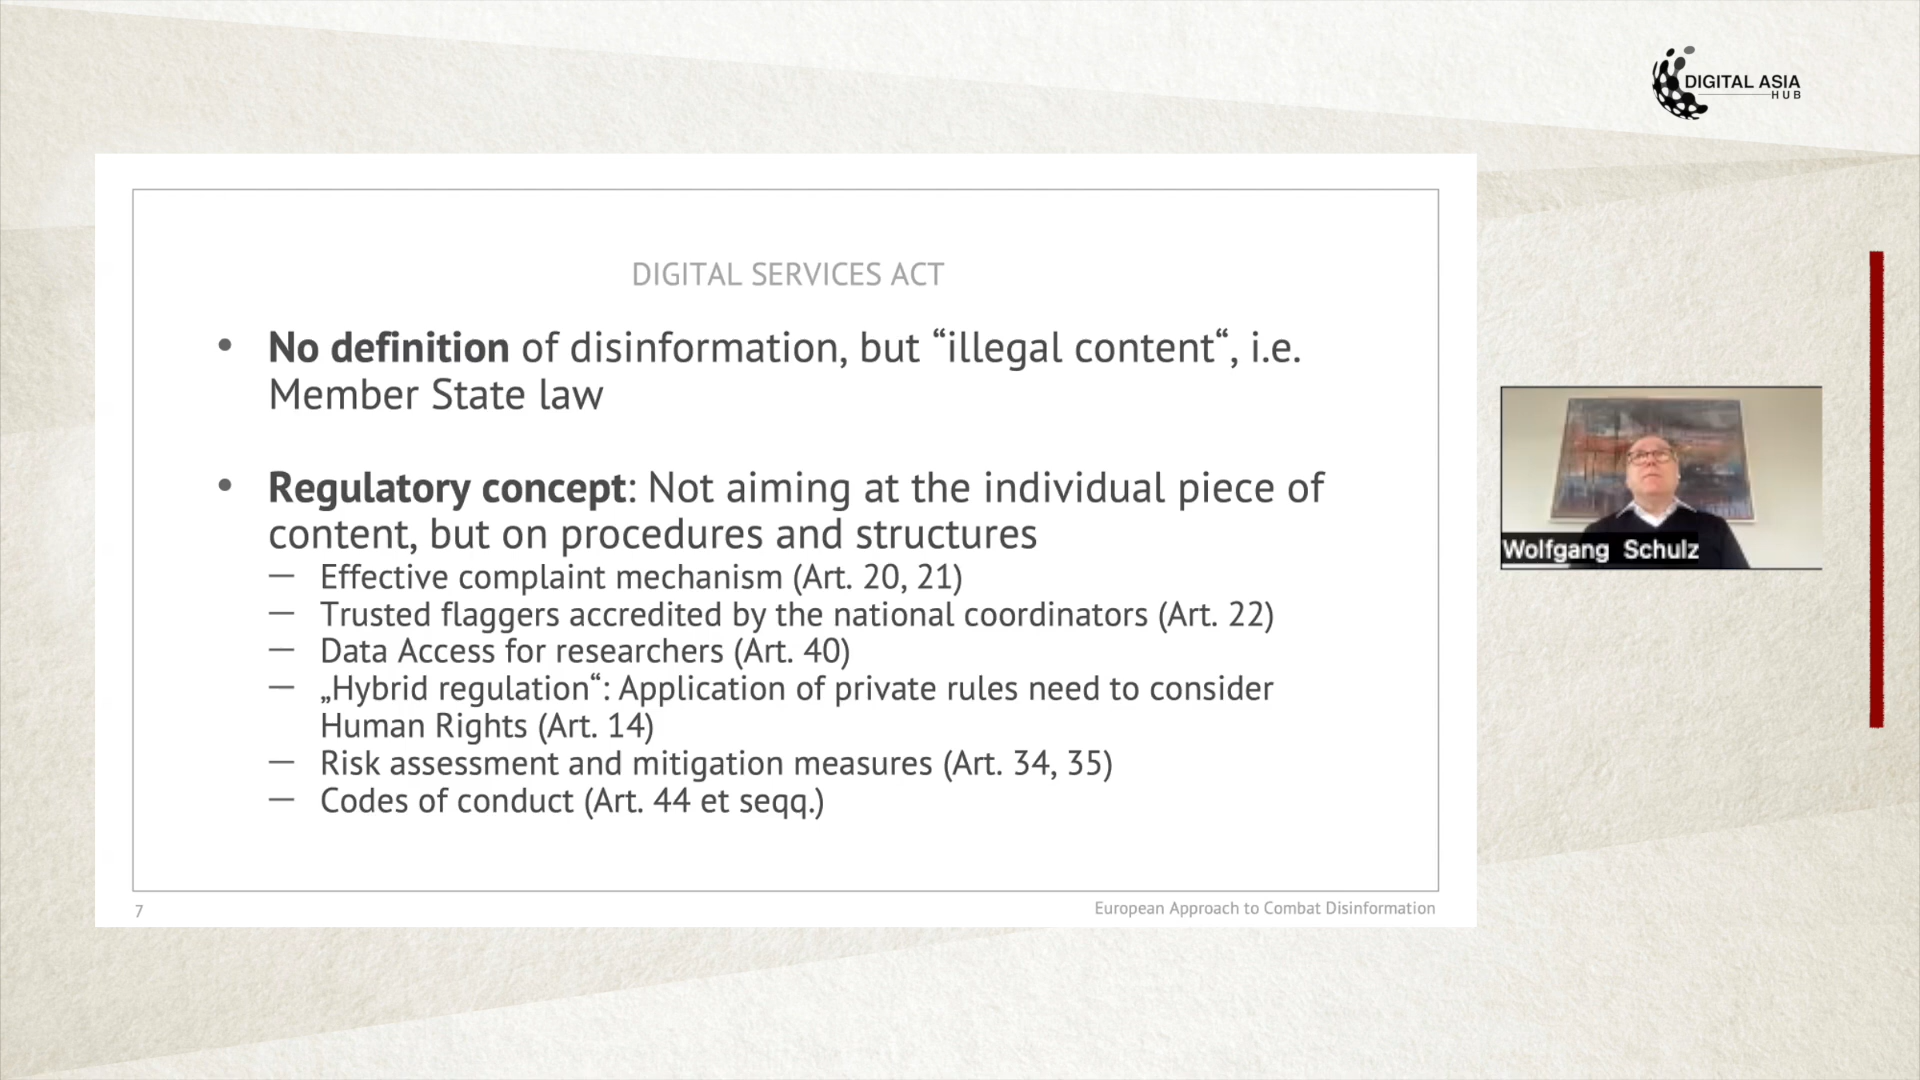 DIGITAL ASIA
HUB
DIGITAL SERVICES ACT
• No definition of disinformation, but “illegal content“, i.e.
Member State law
• Regulatory concept: Not aiming at the individual piece of
content, but on procedures and structures
— Effective complaint mechanism (Art. 20, 21)
— Trusted flaggers accredited by the national coordinators (Art. 22)
— Data Access for researchers (Art. 40)
— „Hybrid regulation“: Application of private rules need to consider
Human Rights (Art. 14)
— Risk assessment and mitigation measures (Art. 34, 35)
— Codes of conduct (Art. 44 et seqq.)
7
European Approach to Combat Disinformation
Wolfgang Schulz